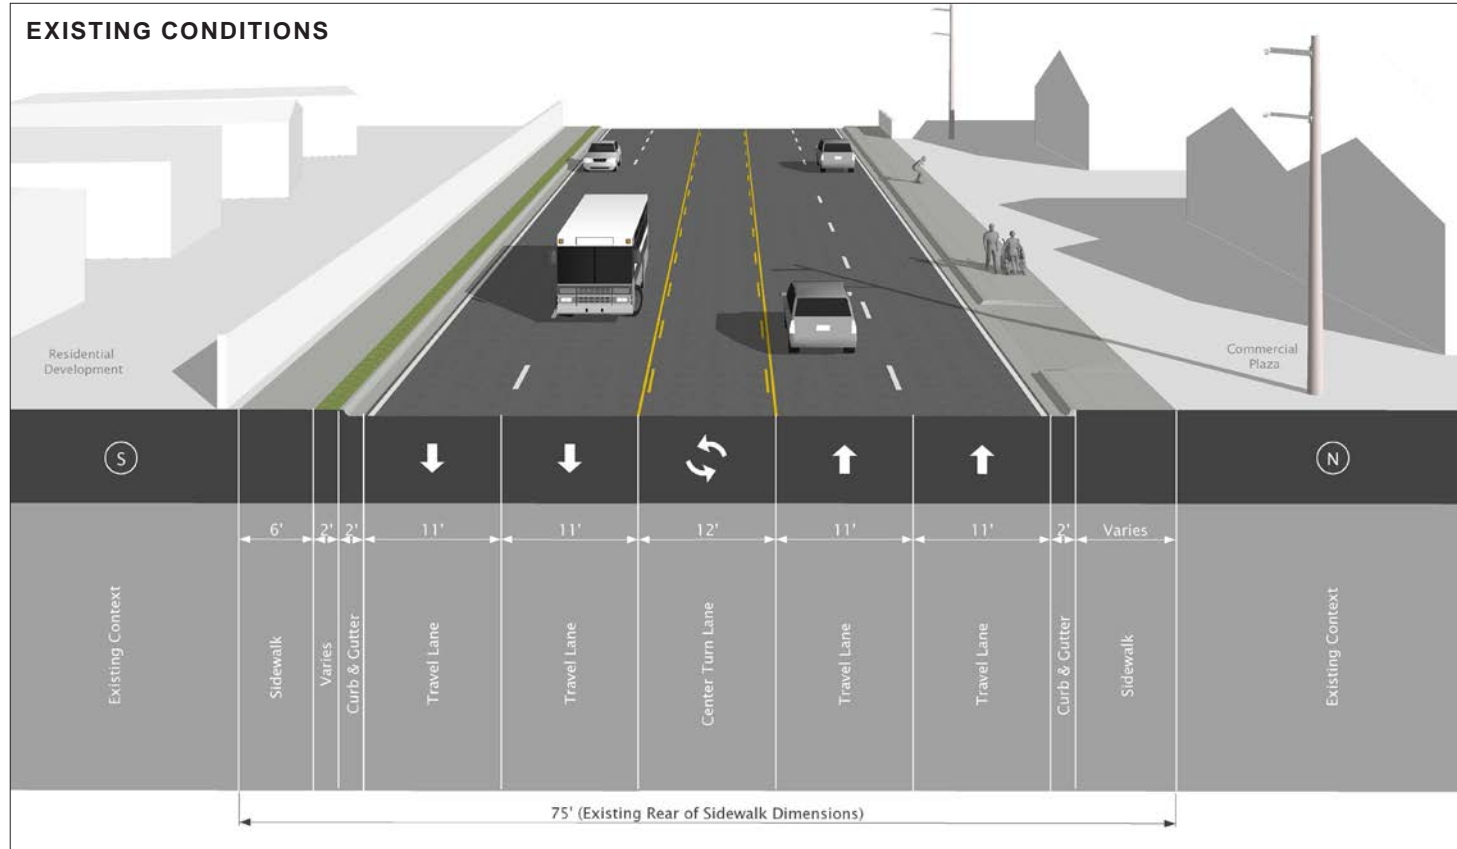 EXISTING CONDITIONS
Residential
Development
Commercial
Plaza
S
N
6'
2'
2'
11'
11'
12'
11'
11'
2'
Varies
Existing Context
Sidewalk
Varies
Curb & Gutter
Travel Lane
Travel Lane
Center Turn Lane
Travel Lane
Travel Lane
Curb & Gutter
Sidewalk
Existing Context
75' (Existing Rear of Sidewalk Dimensions)